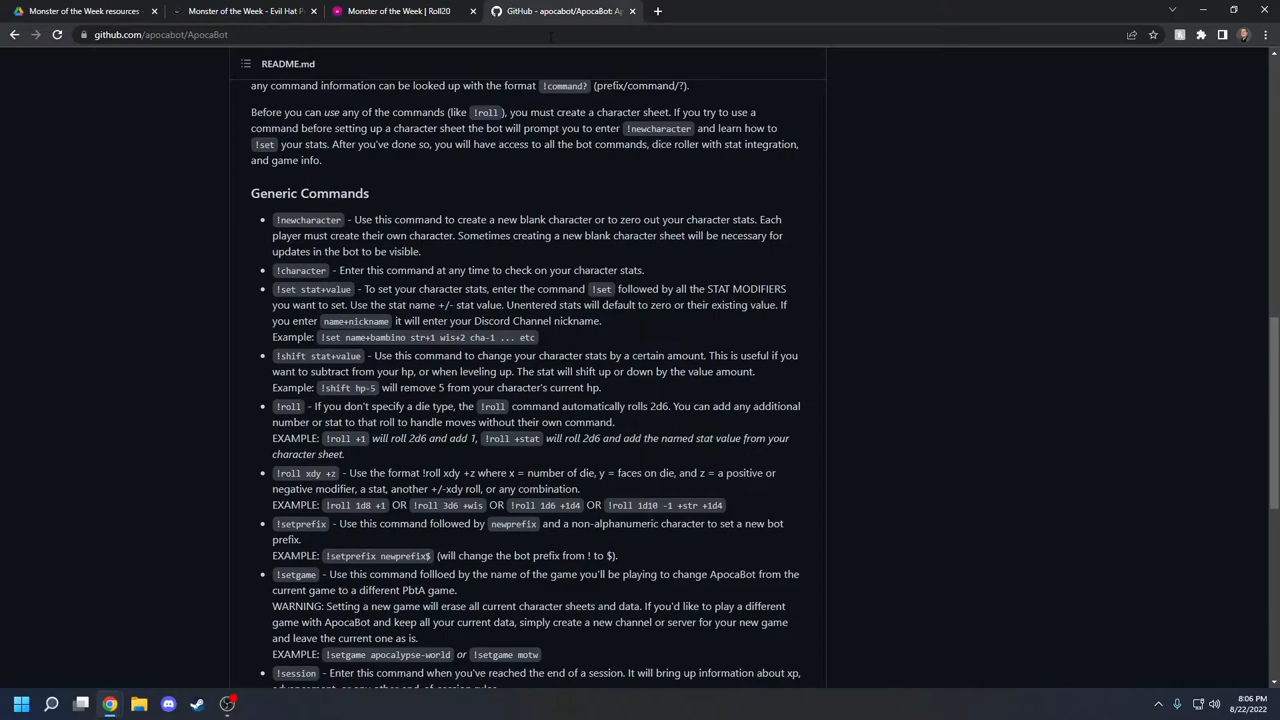 Monster of the Week resources -
Monster of the Week - Evil Hat P
Monster of the Week | Roll20
GitHub - apocabot/ApocaBot: Ap
github.com/apocabot/ApocaBot
README.md
any command information can be looked up with the format !command? (prefix/command/?).
Before you can use any of the commands (like !roll), you must create a character sheet. If you try to use a
command before setting up a character sheet the bot will prompt you to enter !newcharacter and learn how to
!set your stats. After you've done so, you will have access to all the bot commands, dice roller with stat integration,
and game info.
Generic Commands
!newcharacter - Use this command to create a new blank character or to zero out your character stats. Each
player must create their own character. Sometimes creating a new blank character sheet will be necessary for
updates in the bot to be visible.
!character - Enter this command at any time to check on your character stats.
!set stat+value - To set your character stats, enter the command !set followed by all the STAT MODIFIERS
you want to set. Use the stat name +/- stat value. Unentered stats will default to zero or their existing value. If
you enter name+nickname it will enter your Discord Channel nickname.
Example: !set name+bambino str+1 wis+2 cha-1 ... etc
!shift stat+value - Use this command to change your character stats by a certain amount. This is useful if you
want to subtract from your hp, or when leveling up. The stat will shift up or down by the value amount.
Example: !shift hp-5 will remove 5 from your character's current hp.
!roll - If you don't specify a die type, the !roll command automatically rolls 2d6. You can add any additional
number or stat to that roll to handle moves without their own command.
EXAMPLE: !roll +1 will roll 2d6 and add 1, !roll +stat will roll 2d6 and add the named stat value from your
character sheet.
!roll xdy +z - Use the format !roll xdy +z where x = number of die, y = faces on die, and z = a positive or
negative modifier, a stat, another +/-xdy roll, or any combination.
EXAMPLE: !roll 1d8 +1 OR !roll 3d6 +wis OR !roll 1d6 +1d4 OR !roll 1d10 -1 +str +1d4
!setprefix - Use this command followed by newprefix and a non-alphanumeric character to set a new bot
prefix.
EXAMPLE: !setprefix newprefix$ (will change the bot prefix from ! to $).
!setgame - Use this command follloed by the name of the game you'll be playing to change ApocaBot from the
current game to a different PbtA game.
WARNING: Setting a new game will erase all current character sheets and data. If you'd like to play a different
game with ApocaBot and keep all your current data, simply create a new channel or server for your new game
and leave the current one as is.
EXAMPLE: !setgame apocalypse-world or !setgame motw
!session - Enter this command when you've reached the end of a session. It will bring up information about xp,
8:06 PM
8/22/2022